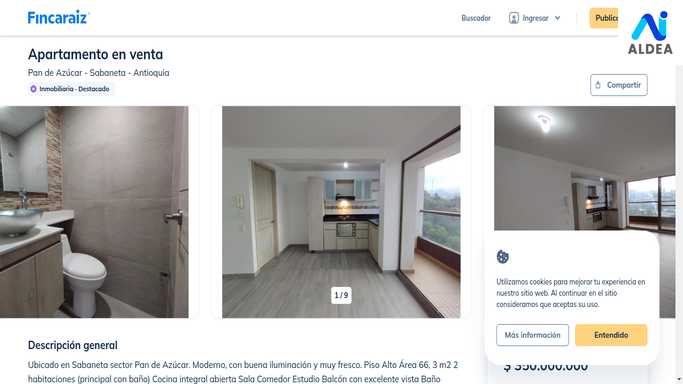 Fincaraiz
Buscador
Ingresar
Public
ALDEA
Apartamento en venta
Pan de Azúcar - Sabaneta - Antioquia
Inmobiliaria - Destacado
Compartir
1 / 9
Utilizamos cookies para mejorar tu experiencia en
nuestro sitio web. Al continuar en el sitio
consideramos que aceptas su uso.
Más información
Entendido
$ 350.000.000
Descripción general
Ubicado en Sabaneta sector Pan de Azúcar. Moderno, con buena iluminación y muy fresco. Piso Alto Área 66, 3 m2 2
habitaciones (principal con baño) Cocina integral abierta Sala Comedor Estudio Balcón con excelente vista Baño